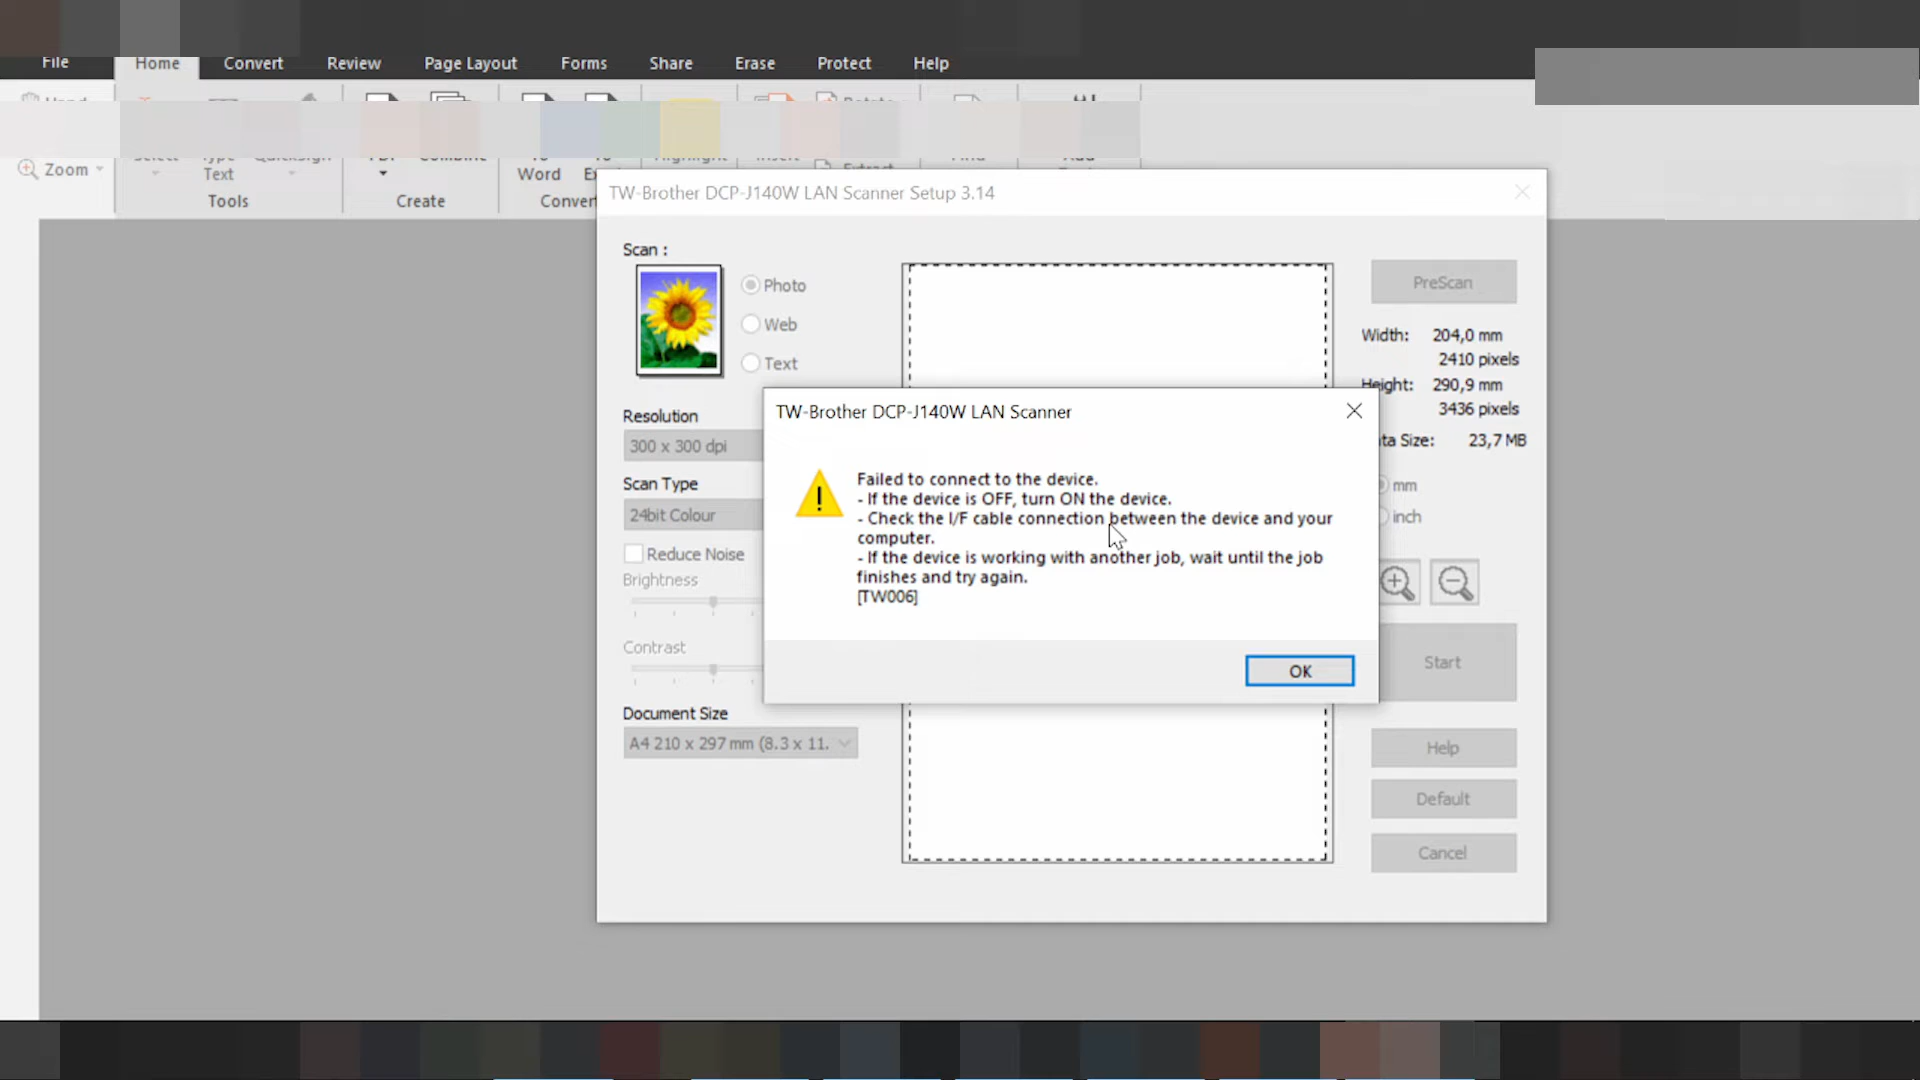 File Home Convert Review Page Layout Forms Share Erase Protect Help
Zoom
Text
Word
Tools
Create
TW-Brother DCP-J140W LAN Scanner Setup 3.14
Scan :
Photo
Web
Text
Resolution
300 x 300 dpi
Scan Type
24bit Colour
Reduce Noise
Brightness
Contrast
Document Size
A4 210 x 297 mm (8.3 x 11.
TW-Brother DCP-J140W LAN Scanner
Failed to connect to the device.
- If the device is OFF, turn ON the device.
- Check the I/F cable connection between the device and your
computer.
- If the device is working with another job, wait until the job
finishes and try again.
[TW006]
OK
PreScan
Width: 204,0 mm
2410 pixels
Height: 290,9 mm
3436 pixels
ta Size: 23,7 MB
mm
inch
Start
Help
Default
Cancel